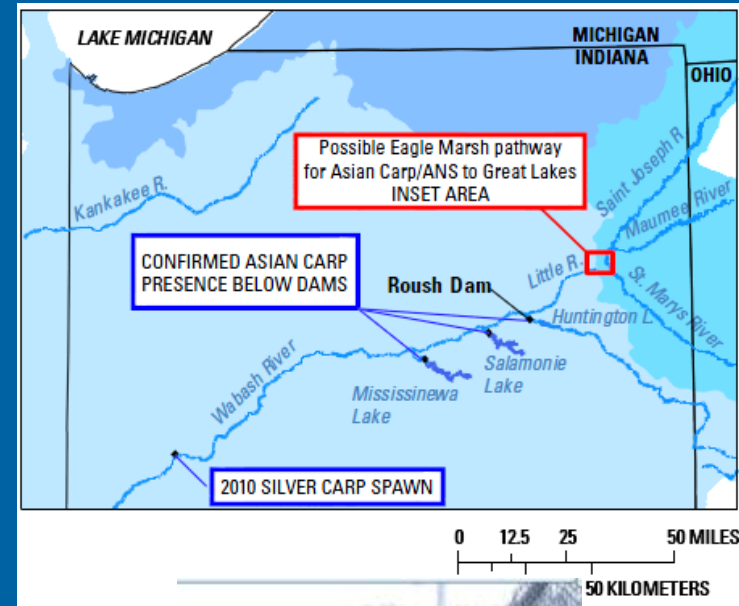 LAKE MICHIGAN
MICHIGAN
INDIANA
OHIO
Possible Eagle Marsh pathway
for Asian Carp/ANS to Great Lakes
INSET AREA
Saint Joseph R
Maumee River
Kankakee R.
CONFIRMED ASIAN CARP
PRESENCE BELOW DAMS
Little R.
Roush Dam
St. Marys River
Huntington L.
Salamonie
Lake
Wabash River
Mississinewa
Lake
2010 SILVER CARP SPAWN
0 12.5 25 50 MILES
50 KILOMETERS